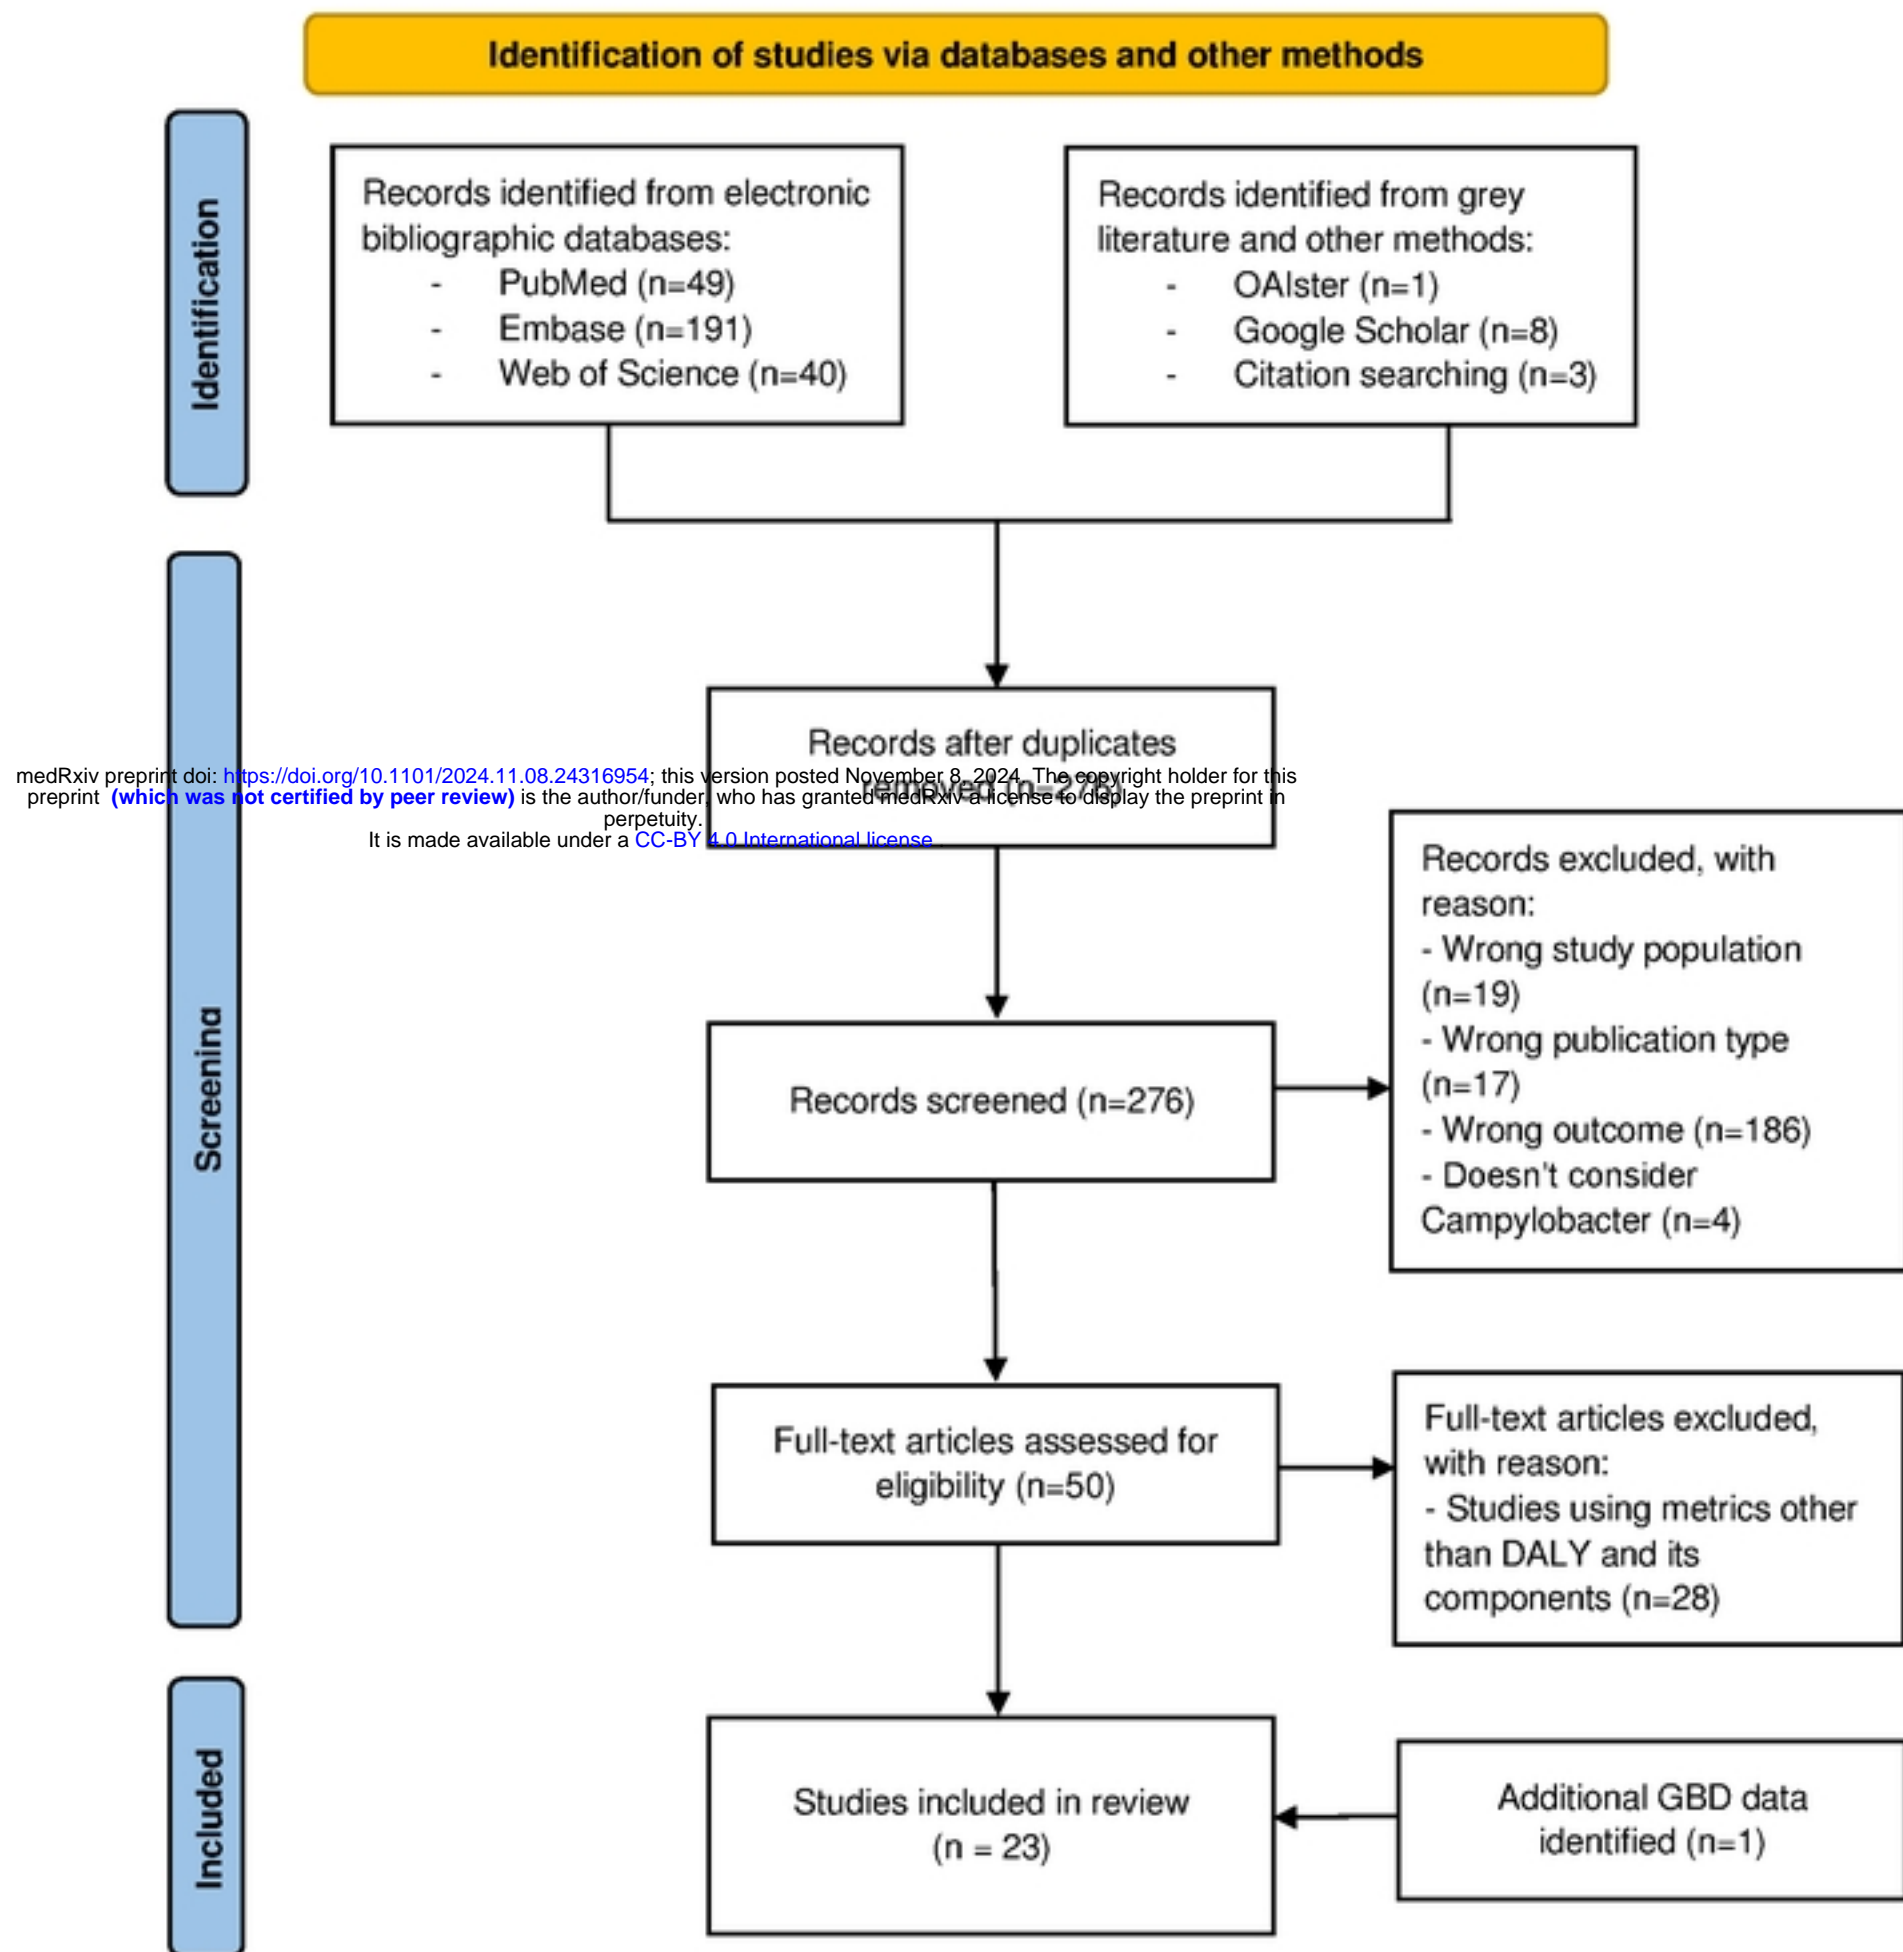 Identification of studies via databases and other methods
Identification
Records identified from electronic
bibliographic databases:
- PubMed (n=49)
- Embase (n=191)
- Web of Science (n=40)
Records identified from grey
literature and other methods:
- OAIster (n=1)
- Google Scholar (n=8)
- Citation searching (n=3)
Screening
Records after duplicates
removed
medRxiv preprint doi: https://doi.org/10.1101/2024.11.08.24316954; this version posted November 8, 2024. The copyright holder for this
preprint (which was not certified by peer review) is the author/funder, who has granted medRxiv a license to display the preprint in
perpetuity.
It is made available under a CC-BY 4.0 International license .
Records screened (n=276)
Records excluded, with
reason:
- Wrong study population
(n=19)
- Wrong publication type
(n=17)
- Wrong outcome (n=186)
- Doesn't consider
Campylobacter (n=4)
Full-text articles assessed for
eligibility (n=50)
Full-text articles excluded,
with reason:
- Studies using metrics other
than DALY and its
components (n=28)
Included
Studies included in review
(n = 23)
Additional GBD data
identified (n=1)